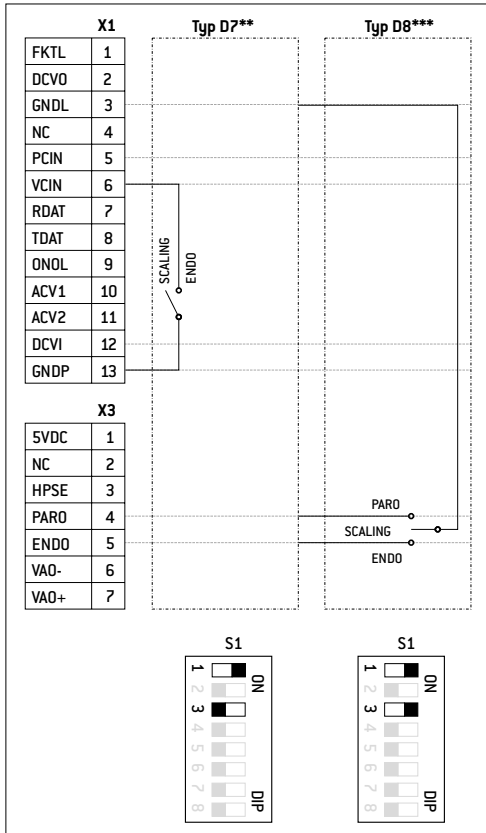 X1 Typ D7** Typ D8***
FKTL 1
DCVO 2
GNDL 3
NC 4
PCIN 5
VCIN 6
RDAT 7
TDAT 8
ONOL 9
ACV1 10
ACV2 11
DCVI 12
GNDP 13
SCALING
ENDO
X3
5VDC 1
NC 2
HPSE 3
PARO 4
ENDO 5
VAO- 6
VAO+ 7
PARO
SCALING
ENDO
S1
1 2 3 4 5 6 7 8
ON DIP
S1
1 2 3 4 5 6 7 8
ON DIP